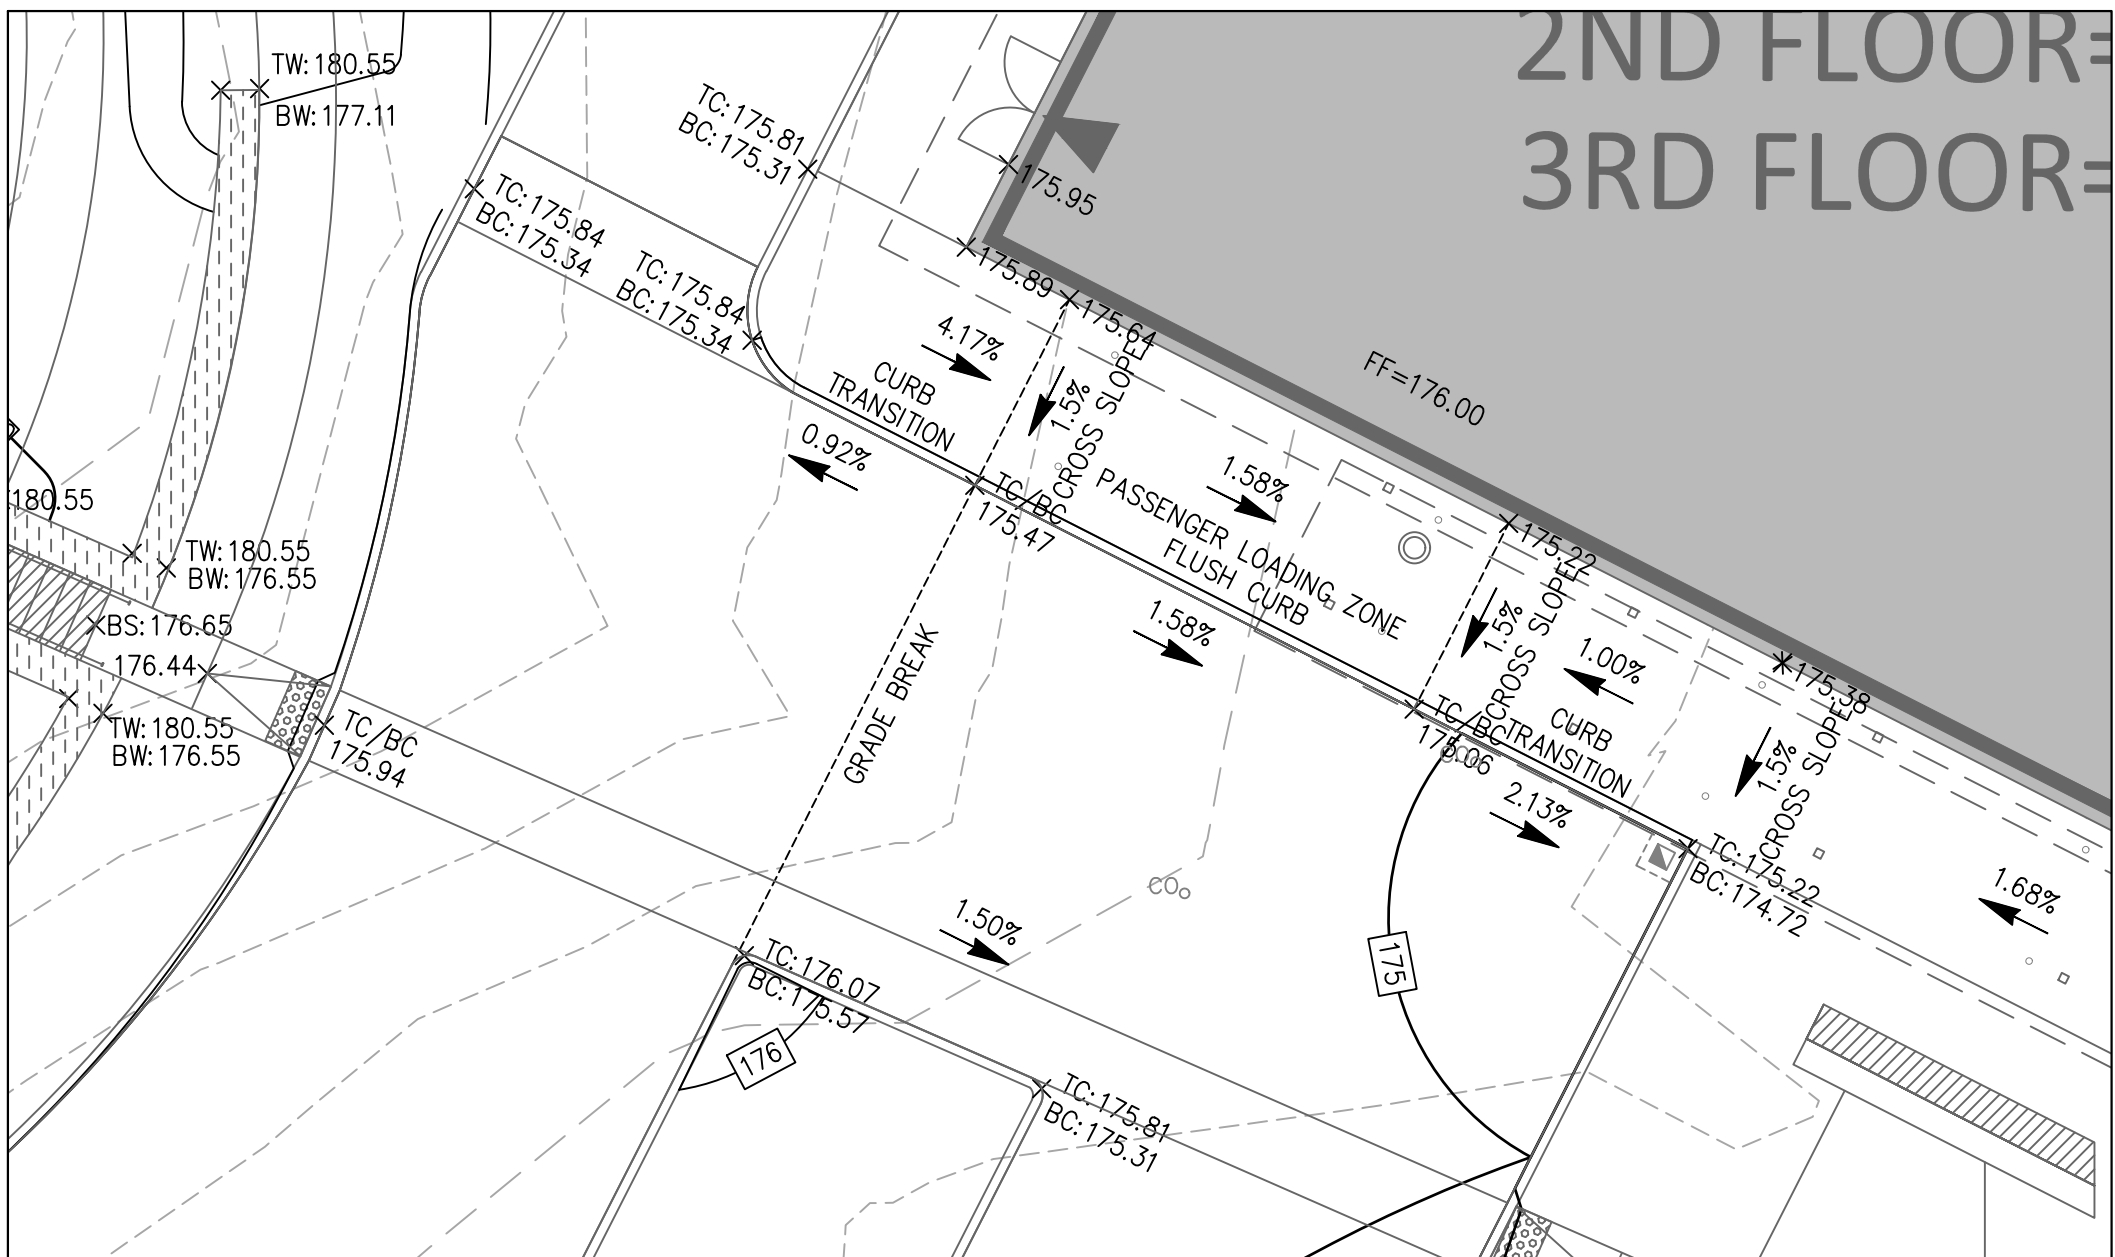 2ND FLOOR=
3RD FLOOR=
TW:180.55
BW:177.11
TC:175.81
BC:175.31
175.95
TC:175.84
BC:175.34
TC:175.84
BC:175.34
175.89
175.64
4.17%
CURB
TRANSITION
1.5%
CROSS SLOPE
FF=176.00
0.92%
TC/BC
175.47
PASSENGER LOADING ZONE
FLUSH CURB
1.58%
1.58%
175.22
1.5%
CROSS SLOPE
1.00%
175.38
180.55
TW:180.55
BW:176.55
BS:176.65
176.44
TW:180.55
BW:176.55
TC/BC
175.94
GRADE BREAK
TC/BC
175.06
CURB
TRANSITION
CO
2.13%
1.5%
CROSS SLOPE
TC:175.22
BC:174.72
1.68%
CO
1.50%
175
TC:176.07
BC:175.57
176
TC:175.81
BC:175.31